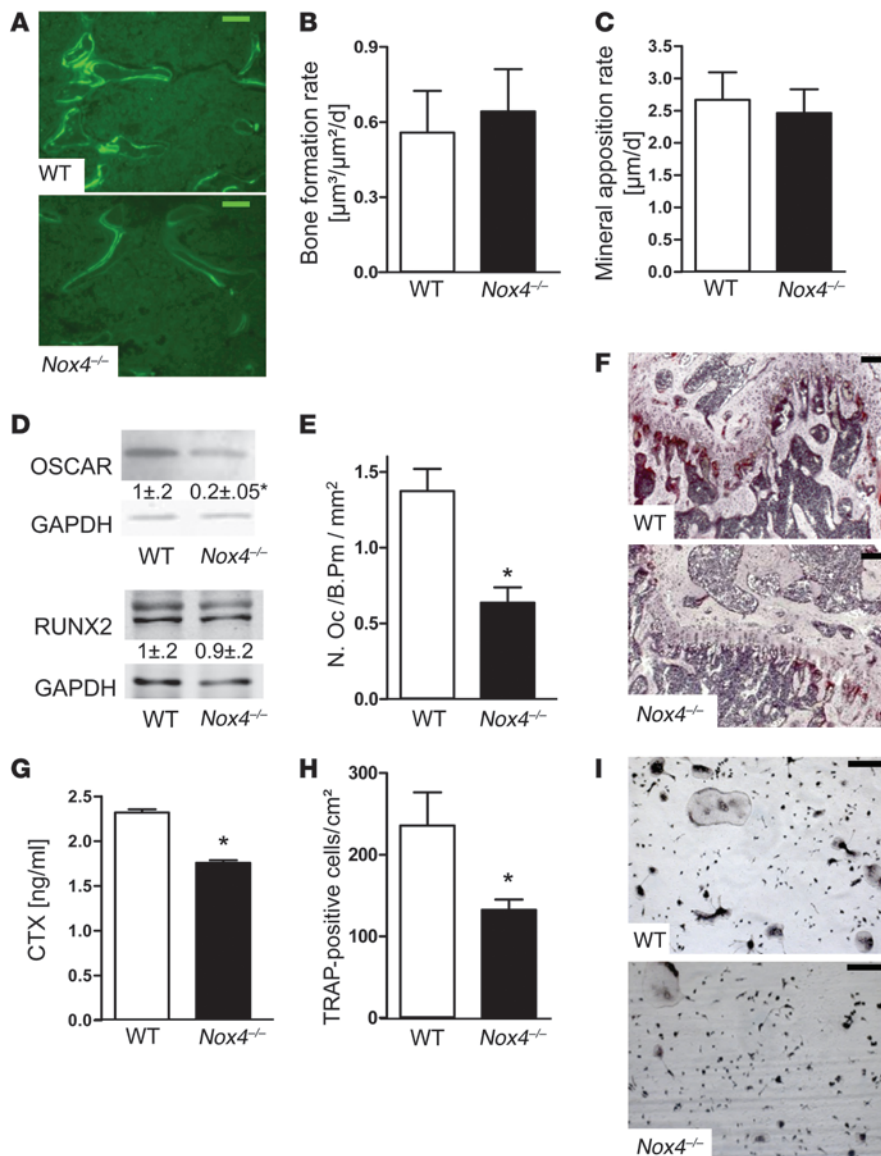 A
WT
Nox4–/–
B
Bone formation rate
[µm³/µm²/d]
0.9
0.6
0.3
0.0
WT Nox4–/–
C
Mineral apposition rate
[µm/d]
3.5
3.0
2.5
2.0
1.5
1.0
0.5
0.0
WT Nox4–/–
D
OSCAR
1±.2 0.2±.05*
GAPDH
WT Nox4–/–
RUNX2
1±.2 0.9±.2
GAPDH
WT Nox4–/–
E
N. Oc /B.Pm / mm²
1.5
1.0
0.5
0.0
*
WT Nox4–/–
F
WT
Nox4–/–
G
CTX [ng/ml]
2.5
2.0
1.5
1.0
0.5
0.0
*
WT Nox4–/–
H
TRAP-positive cells/cm²
300
200
100
0
*
WT Nox4–/–
I
WT
Nox4–/–